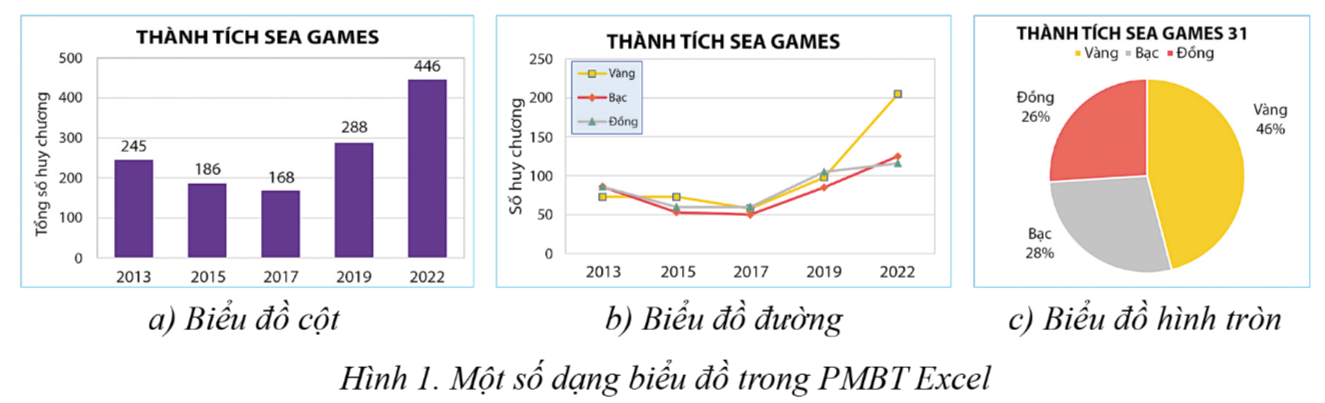 THÀNH TÍCH SEA GAMES
Tổng số huy chương
500
400
300
200
100
0
245
186
168
288
446
2013 2015 2017 2019 2022
a) Biểu đồ cột
THÀNH TÍCH SEA GAMES
Số huy chương
250
200
150
100
50
0
Vàng
Bạc
Đồng
2013 2015 2017 2019 2022
b) Biểu đồ đường
THÀNH TÍCH SEA GAMES 31
Vàng Bạc Đồng
Đồng
26%
Vàng
46%
Bạc
28%
c) Biểu đồ hình tròn
Hình 1. Một số dạng biểu đồ trong PMBT Excel